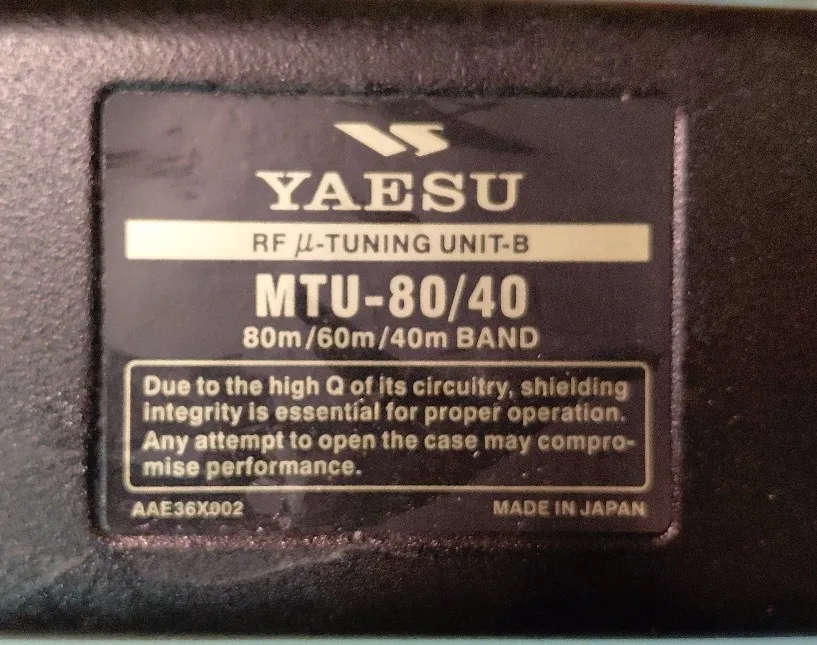 YAESU
RF μ-TUNING UNIT-B
MTU-80/40
80m/60m/40m BAND
Due to the high Q of its circuitry, shielding
integrity is essential for proper operation.
Any attempt to open the case may compro-
mise performance.
AAE36X002 MADE IN JAPAN